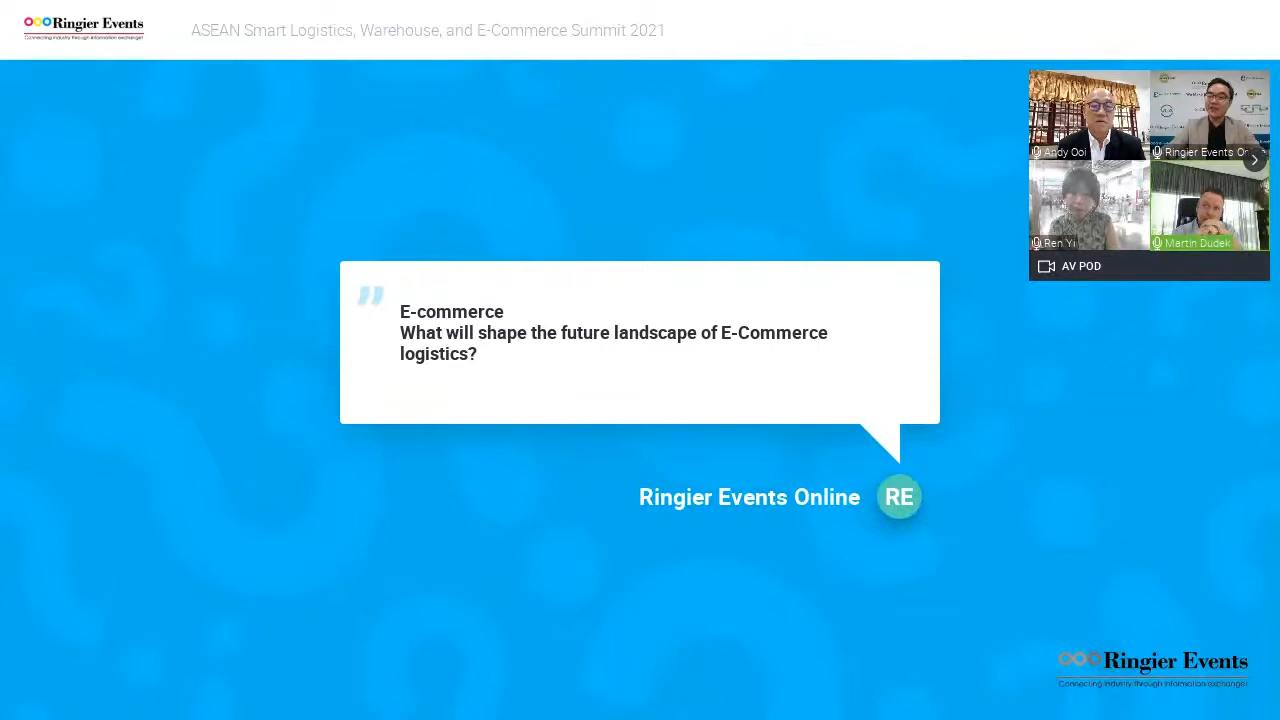 Ringier Events
Connecting industry through information exchange!
ASEAN Smart Logistics, Warehouse, and E-Commerce Summit 2021
Andy Ooi
Ringier Events On
Ren Yi
Martin Dudek
AV POD
"
E-commerce
What will shape the future landscape of E-Commerce
logistics?
Ringier Events Online
RE
Ringier Events
Connecting industry through information exchange!